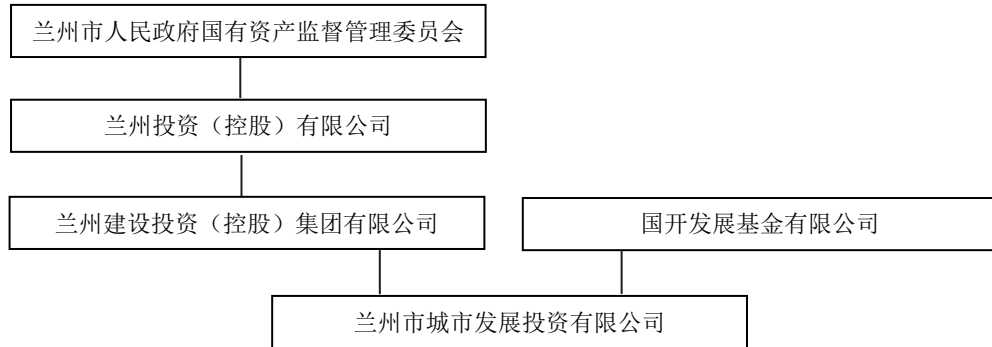 兰州市人民政府国有资产监督管理委员会
兰州投资（控股）有限公司
兰州建设投资（控股）集团有限公司
国开发展基金有限公司
兰州市城市发展投资有限公司